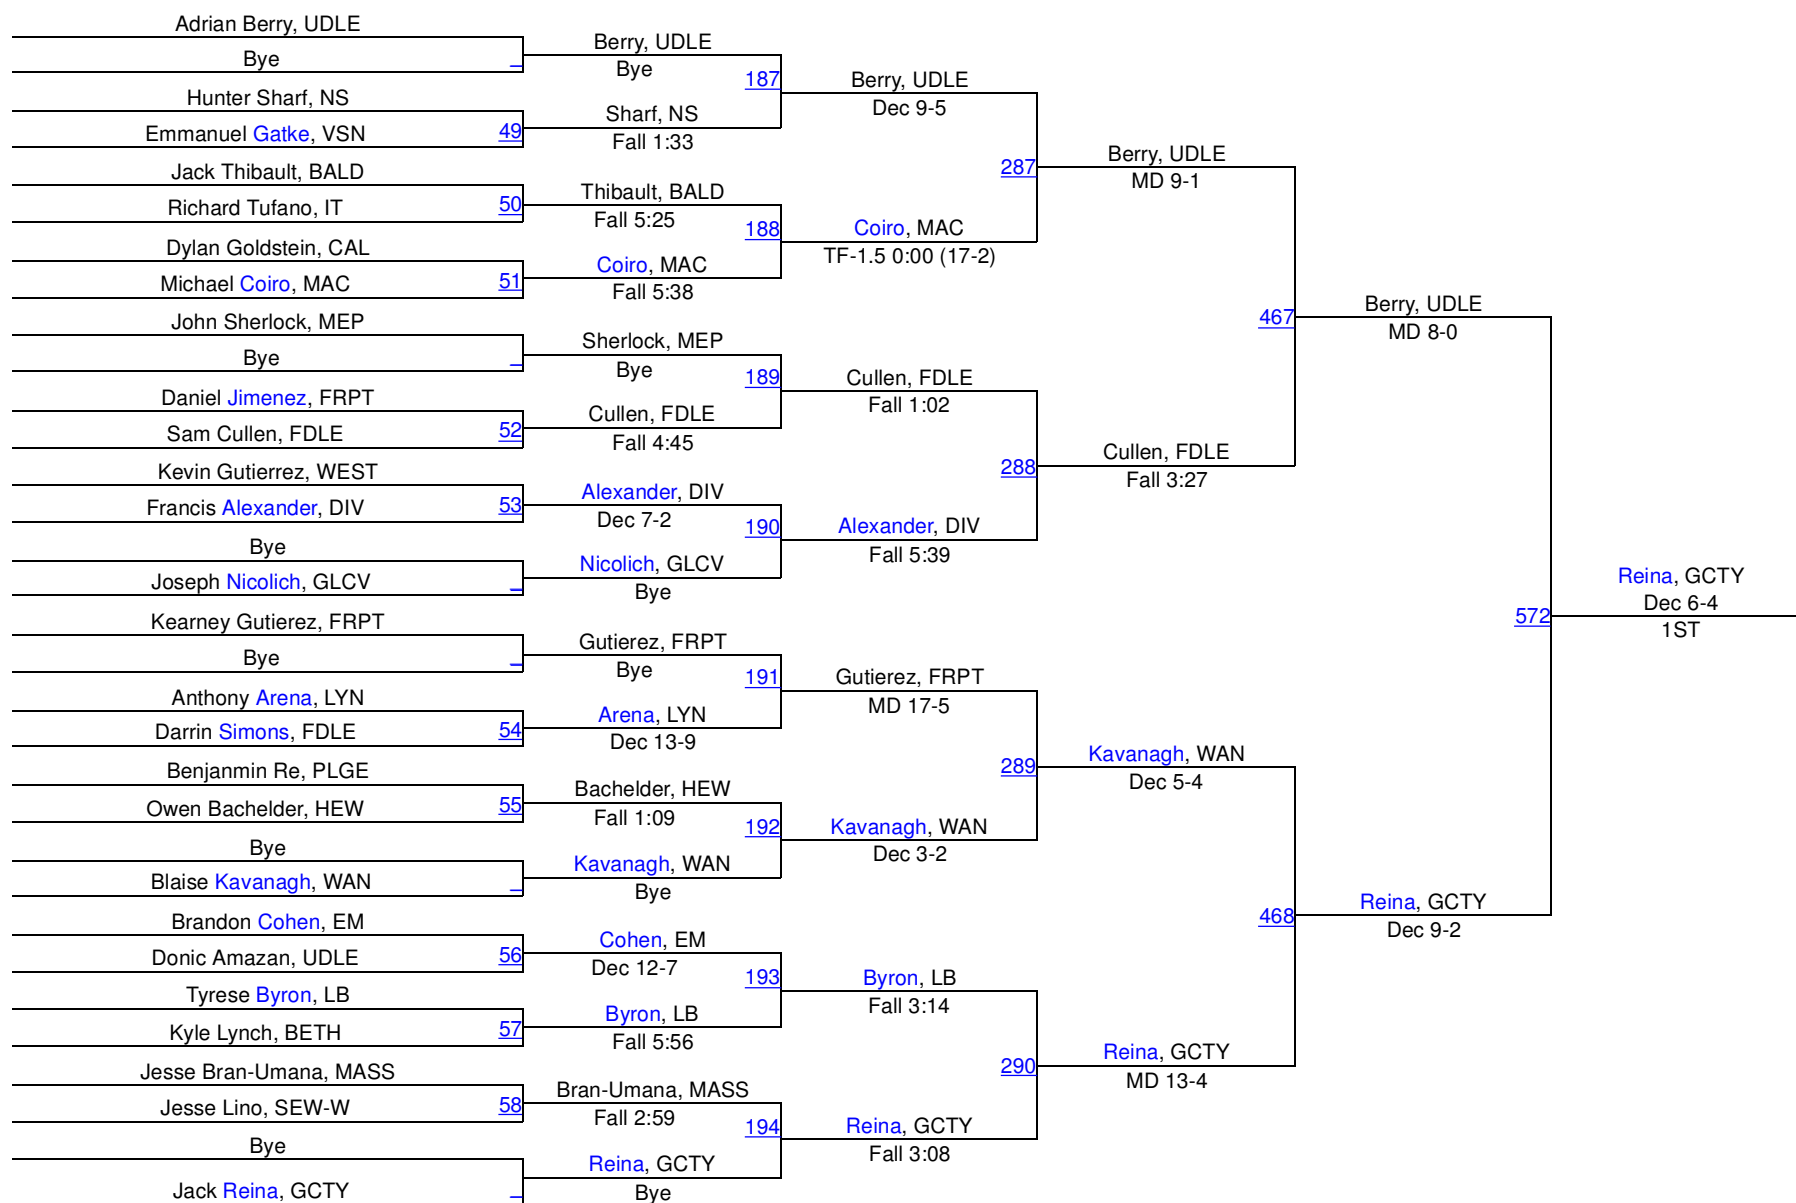 Adrian Berry, UDLE
Bye
Hunter Sharf, NS
Emmanuel Gatke, VSN
49
Jack Thibault, BALD
Richard Tufano, IT
50
Dylan Goldstein, CAL
Michael Coiro, MAC
51
John Sherlock, MEP
Bye
Daniel Jimenez, FRPT
Sam Cullen, FDLE
52
Kevin Gutierrez, WEST
Francis Alexander, DIV
53
Bye
Joseph Nicolich, GLCV
Kearney Gutierez, FRPT
Bye
Anthony Arena, LYN
Darrin Simons, FDLE
54
Benjanmin Re, PLGE
Owen Bachelder, HEW
55
Bye
Blaise Kavanagh, WAN
Brandon Cohen, EM
Donic Amazan, UDLE
56
Tyrese Byron, LB
Kyle Lynch, BETH
57
Jesse Bran-Umana, MASS
Jesse Lino, SEW-W
58
Bye
Jack Reina, GCTY
Berry, UDLE
Bye
187
Sharf, NS
Fall 1:33
Thibault, BALD
Fall 5:25
188
Coiro, MAC
Fall 5:38
Sherlock, MEP
Bye
189
Cullen, FDLE
Fall 4:45
Alexander, DIV
Dec 7-2
190
Nicolich, GLCV
Bye
Gutierez, FRPT
Bye
191
Arena, LYN
Dec 13-9
Bachelder, HEW
Fall 1:09
192
Kavanagh, WAN
Bye
Cohen, EM
Dec 12-7
193
Byron, LB
Fall 5:56
Bran-Umana, MASS
Fall 2:59
194
Reina, GCTY
Bye
Berry, UDLE
Dec 9-5
287
Coiro, MAC
TF-1.5 0:00 (17-2)
Cullen, FDLE
Fall 1:02
288
Alexander, DIV
Fall 5:39
Gutierez, FRPT
MD 17-5
289
Kavanagh, WAN
Dec 3-2
Byron, LB
Fall 3:14
290
Reina, GCTY
Fall 3:08
Berry, UDLE
MD 9-1
467
Cullen, FDLE
Fall 3:27
Kavanagh, WAN
Dec 5-4
468
Reina, GCTY
MD 13-4
Berry, UDLE
MD 8-0
572
Reina, GCTY
Dec 9-2
Reina, GCTY
Dec 6-4
1ST